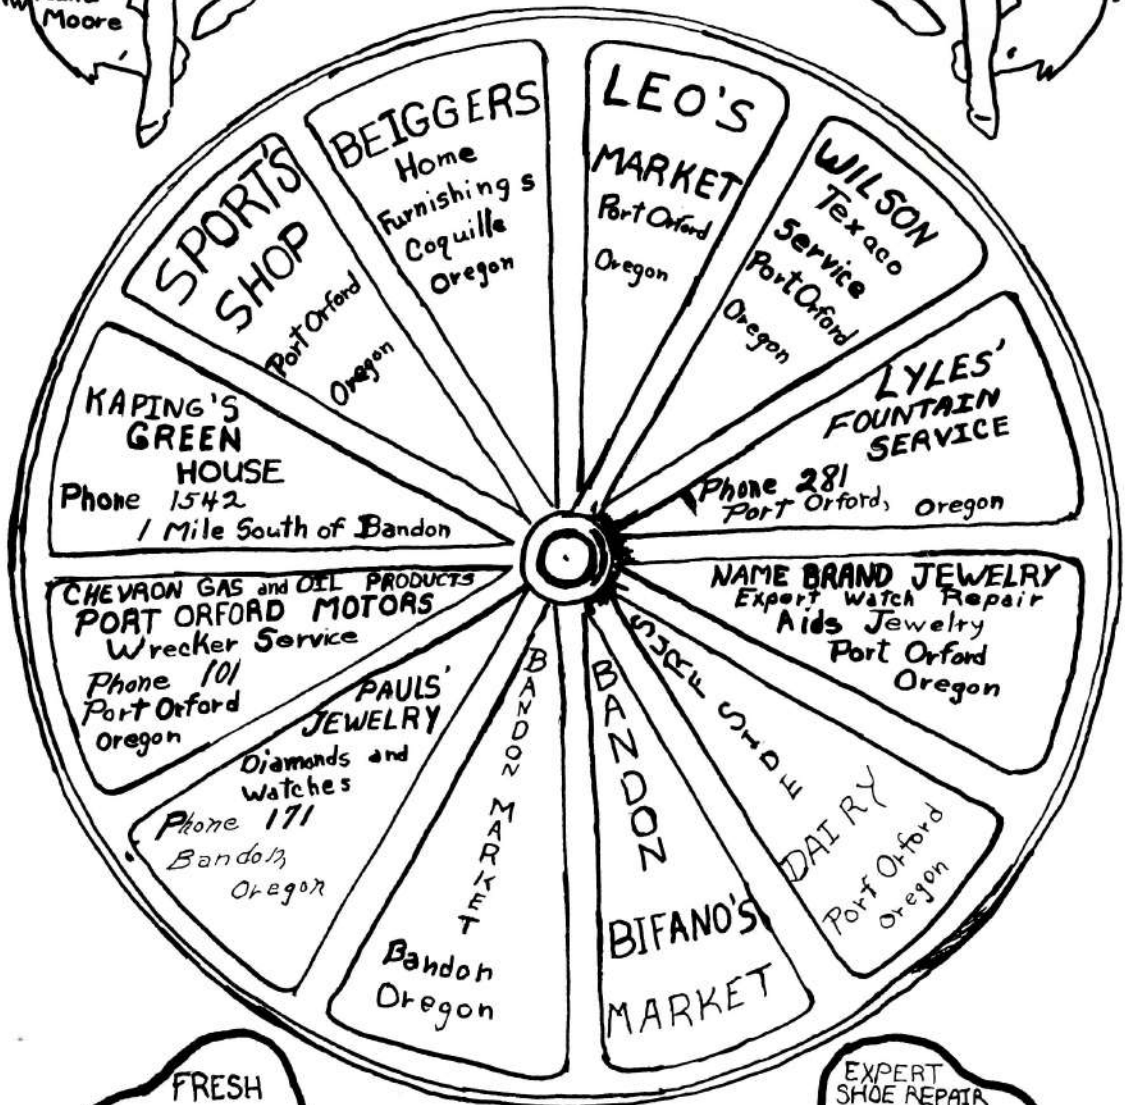 Moore
BEIGGERS
Home
Furnishings
Coquille
Oregon
LEO'S
MARKET
Port Orford
Oregon
WILSON
Texaco
Service
Port Orford
Oregon
LYLES'
FOUNTAIN
SERVICE
Phone 281
Port Orford, Oregon
NAME BRAND JEWELRY
Expert Watch Repair
Aids Jewelry
Port Orford
Oregon
SURF SIDE
DAIRY
Port Orford
Oregon
BANDON
BIFANO'S
MARKET
BANDON MARKET
Bandon
Oregon
PAULS'
JEWELRY
Diamonds and
Watches
Phone 171
Bandon,
Oregon
CHEVRON GAS and OIL PRODUCTS
PORT ORFORD MOTORS
Wrecker Service
Phone 101
Port Orford
Oregon
KAPING'S
GREEN
HOUSE
Phone 1542
1 Mile South of Bandon
SPORT'S
SHOP
Port Orford
Oregon
FRESH
EXPERT
SHOE REPAIR